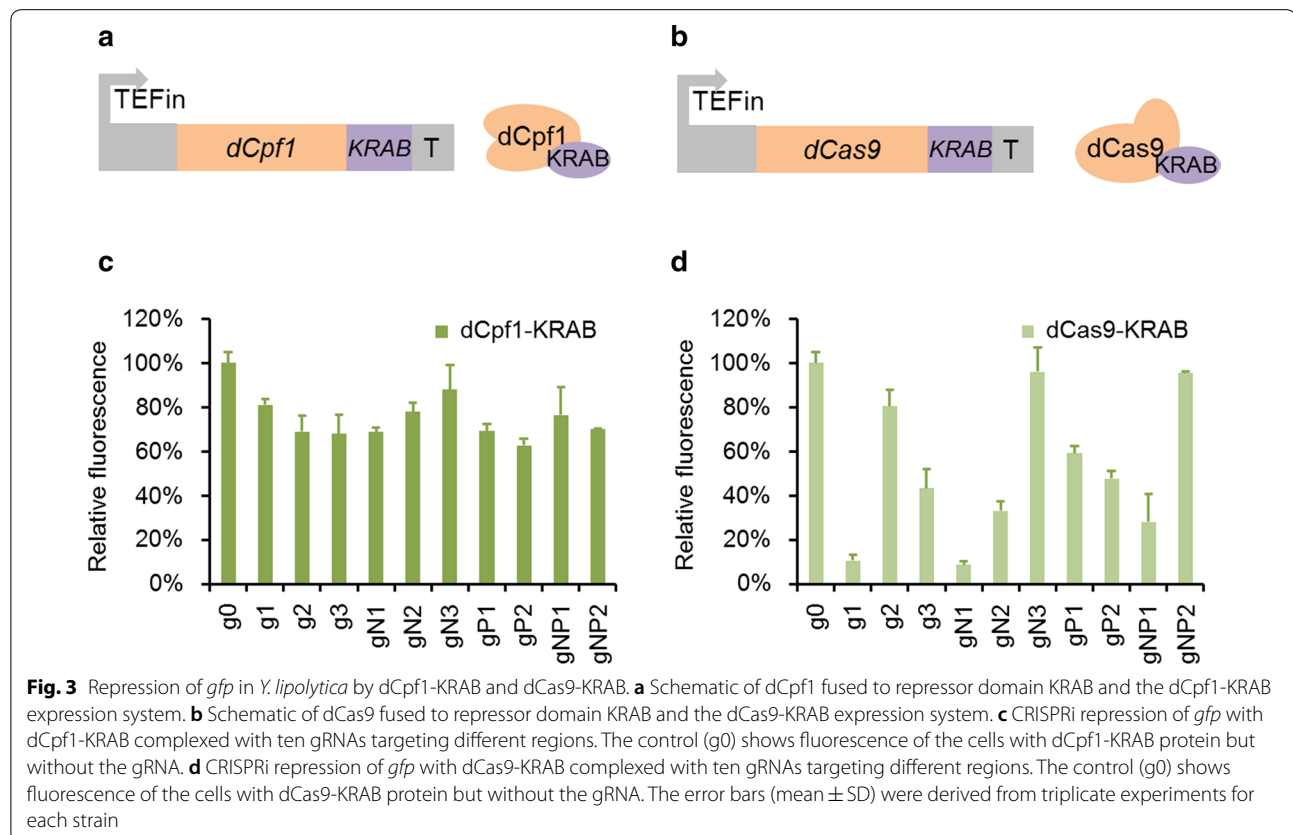 a
b
TEFin
dCpf1 KRAB T
dCpf1
KRAB
TEFin
dCas9 KRAB T
dCas9
KRAB
c
Relative fluorescence
120%
100%
80%
60%
40%
20%
0%
dCpf1-KRAB
g0
g1
g2
g3
gN1
gN2
gN3
gP1
gP2
gNP1
gNP2
d
Relative fluorescence
120%
100%
80%
60%
40%
20%
0%
dCas9-KRAB
g0
g1
g2
g3
gN1
gN2
gN3
gP1
gP2
gNP1
gNP2
Fig. 3 Repression of gfp in Y. lipolytica by dCpf1-KRAB and dCas9-KRAB. a Schematic of dCpf1 fused to repressor domain KRAB and the dCpf1-KRAB
expression system. b Schematic of dCas9 fused to repressor domain KRAB and the dCas9-KRAB expression system. c CRISPRi repression of gfp with
dCpf1-KRAB complexed with ten gRNAs targeting different regions. The control (g0) shows fluorescence of the cells with dCpf1-KRAB protein but
without the gRNA. d CRISPRi repression of gfp with dCas9-KRAB complexed with ten gRNAs targeting different regions. The control (g0) shows
fluorescence of the cells with dCas9-KRAB protein but without the gRNA. The error bars (mean ± SD) were derived from triplicate experiments for
each strain